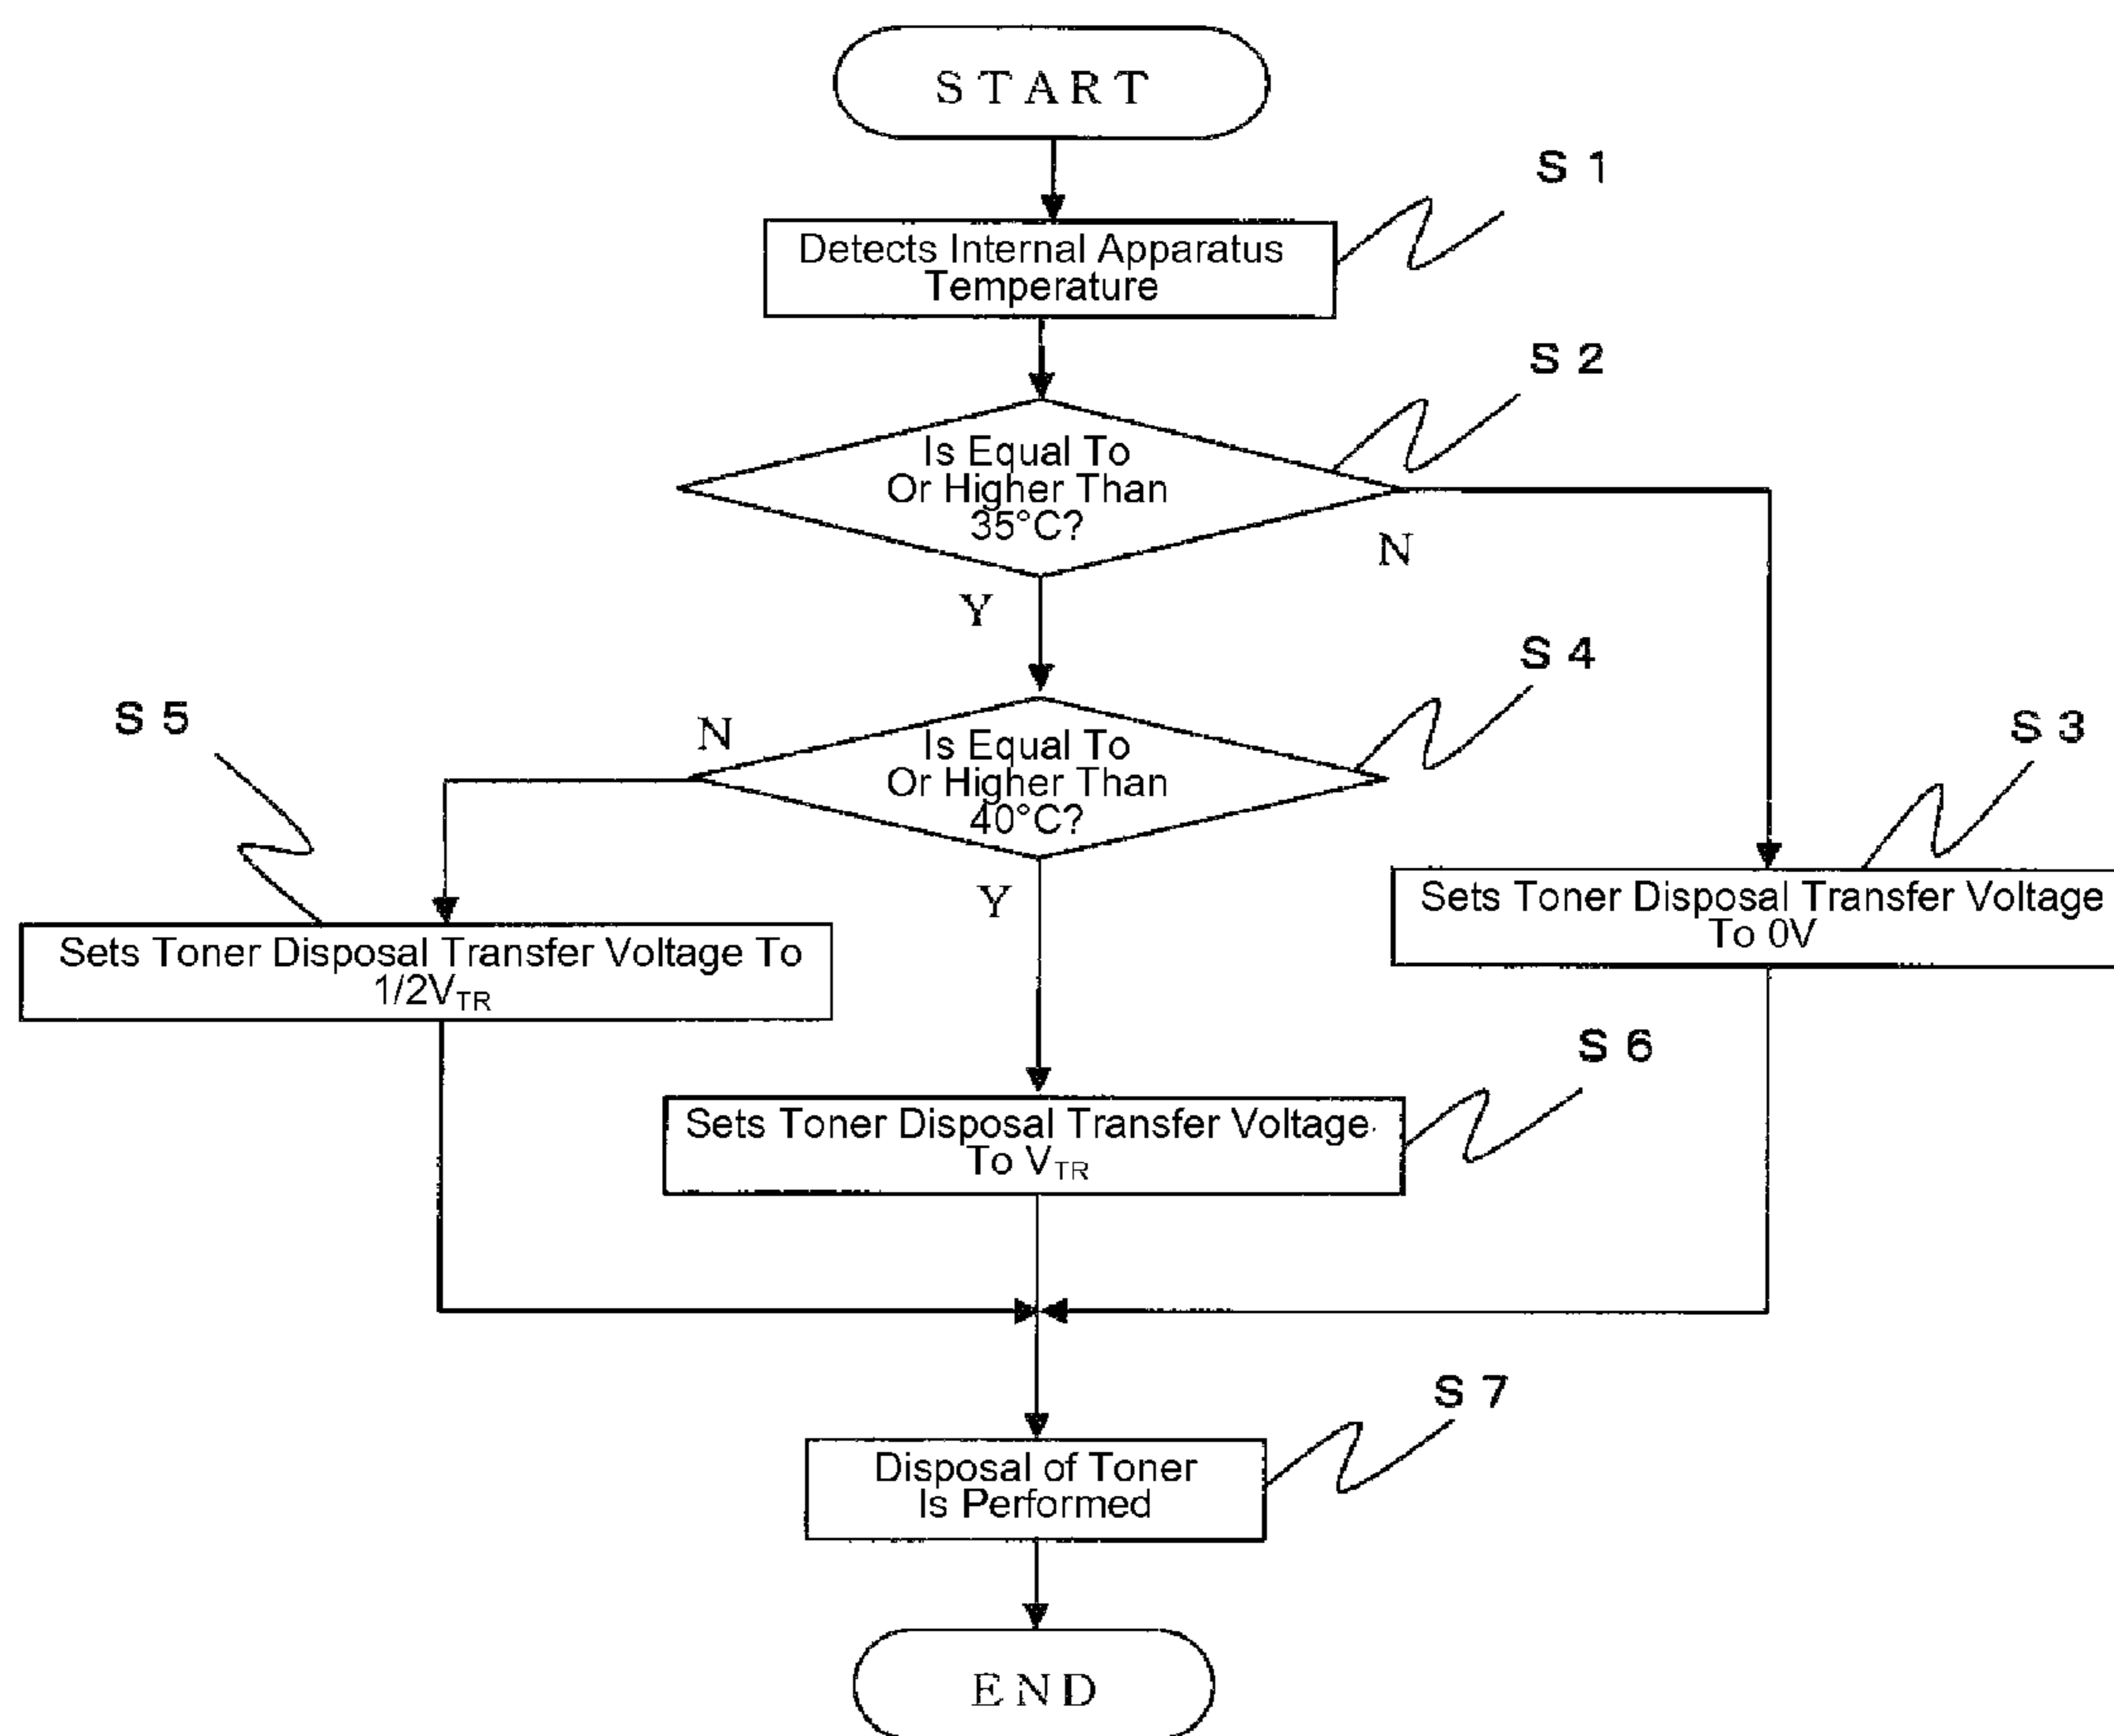 START
S 1
Detects Internal Apparatus
Temperature
S 2
Is Equal To
Or Higher Than
35°C?
N
Y
S 4
S 5
N
Is Equal To
Or Higher Than
40°C?
S 3
Y
Sets Toner Disposal Transfer Voltage
To 0V
Sets Toner Disposal Transfer Voltage To
1/2V_TR
S 6
Sets Toner Disposal Transfer Voltage
To V_TR
S 7
Disposal of Toner
Is Performed
END